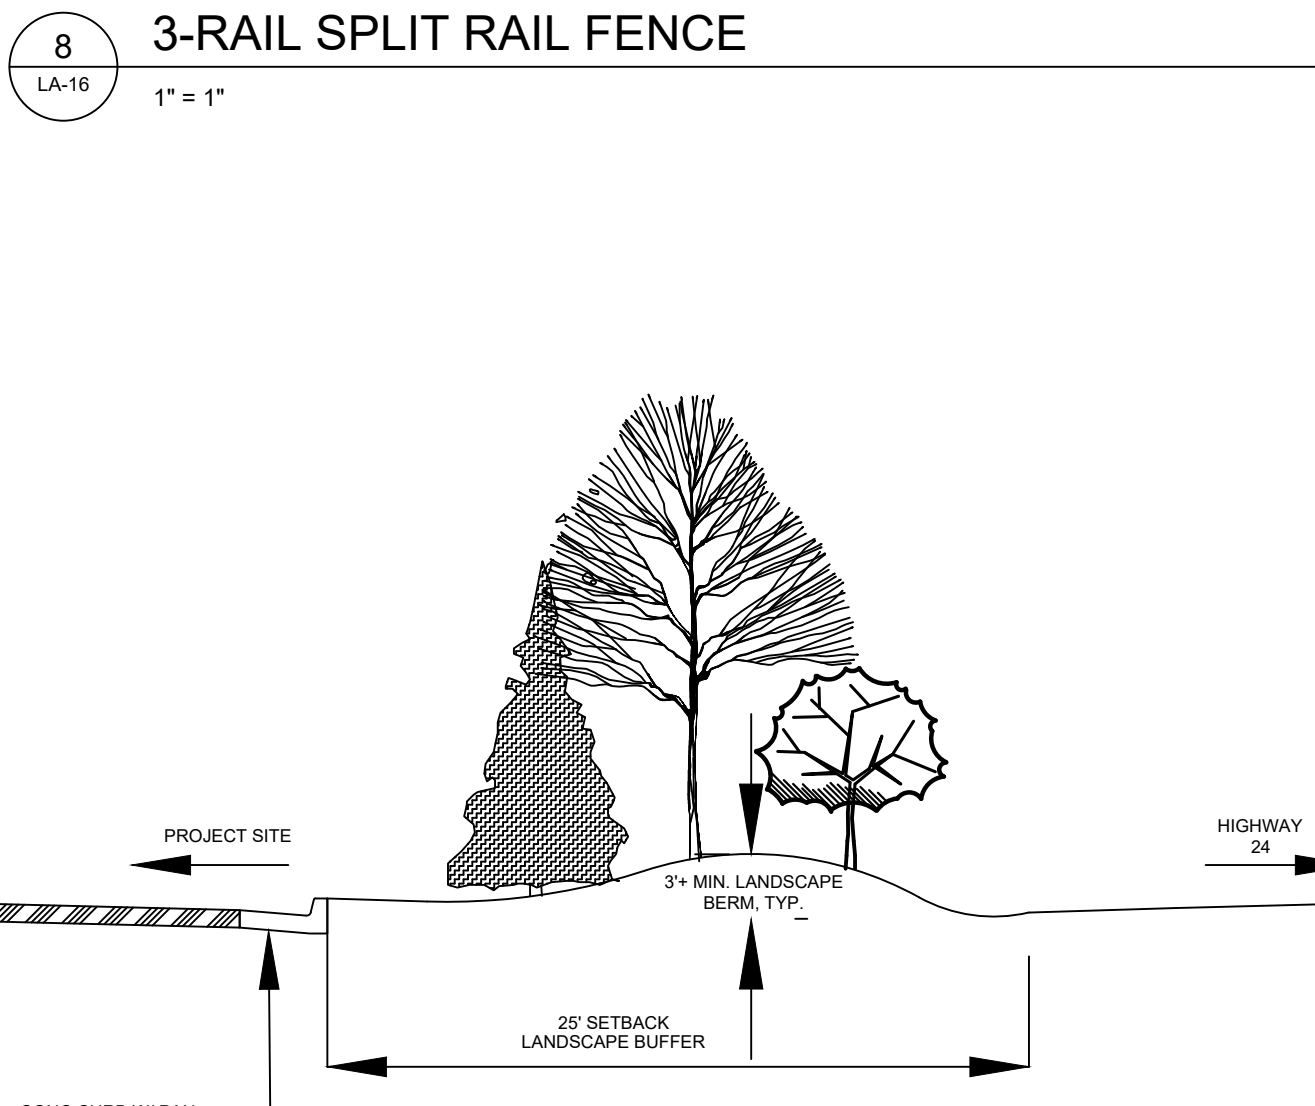 8
LA-16
3-RAIL SPLIT RAIL FENCE
1" = 1"
PROJECT SITE
HIGHWAY
24
3'+ MIN. LANDSCAPE
BERM, TYP.
25' SETBACK
LANDSCAPE BUFFER